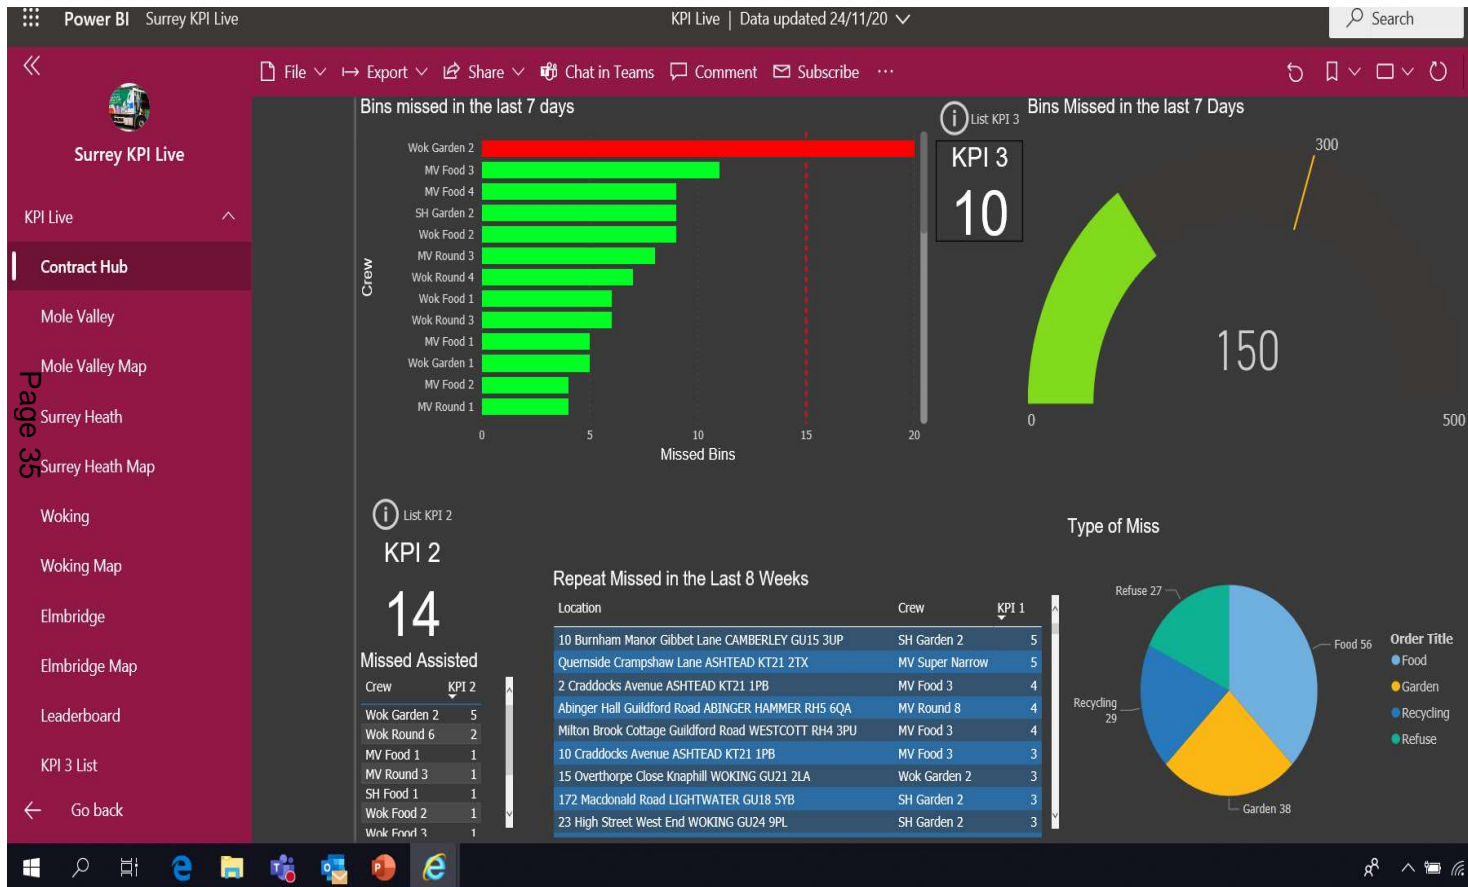 Power BI Surrey KPI Live
KPI Live | Data updated 24/11/20
Search
File
Export
Share
Chat in Teams
Comment
Subscribe
...
Surrey KPI Live
KPI Live
Contract Hub
Mole Valley
Mole Valley Map
Surrey Heath
Surrey Heath Map
Woking
Woking Map
Elmbridge
Elmbridge Map
Leaderboard
KPI 3 List
Go back
Page 35
Bins missed in the last 7 days
Crew
Wok Garden 2
MV Food 3
MV Food 4
SH Garden 2
Wok Food 2
MV Round 3
Wok Round 4
Wok Food 1
Wok Round 3
MV Food 1
Wok Garden 1
MV Food 2
MV Round 1
0 5 10 15 20
Missed Bins
List KPI 3
KPI 3
10
Bins Missed in the last 7 Days
300
150
0
500
List KPI 2
KPI 2
14
Missed Assisted
Crew KPI 2
Wok Garden 2 5
Wok Round 6 2
MV Food 1 1
MV Round 3 1
SH Food 1 1
Wok Food 2 1
Wok Food 3 1
Repeat Missed in the Last 8 Weeks
Location Crew KPI 1
10 Burnham Manor Gibbet Lane CAMBERLEY GU15 3UP SH Garden 2 5
Quernside Crampshaw Lane ASHTEAD KT21 2TX MV Super Narrow 5
2 Craddocks Avenue ASHTEAD KT21 1PB MV Food 3 4
Abinger Hall Guildford Road ABINGER HAMMER RH5 6QA MV Round 8 4
Milton Brook Cottage Guildford Road WESTCOTT RH4 3PU MV Food 3 4
10 Craddocks Avenue ASHTEAD KT21 1PB MV Food 3 3
15 Overthorpe Close Knaphill WOKING GU21 2LA Wok Garden 2 3
172 Macdonald Road LIGHTWATER GU18 5YB SH Garden 2 3
23 High Street West End WOKING GU24 9PL SH Garden 2 3
Type of Miss
Refuse 27
Food 56
Recycling
29
Garden 38
Order Title
Food
Garden
Recycling
Refuse